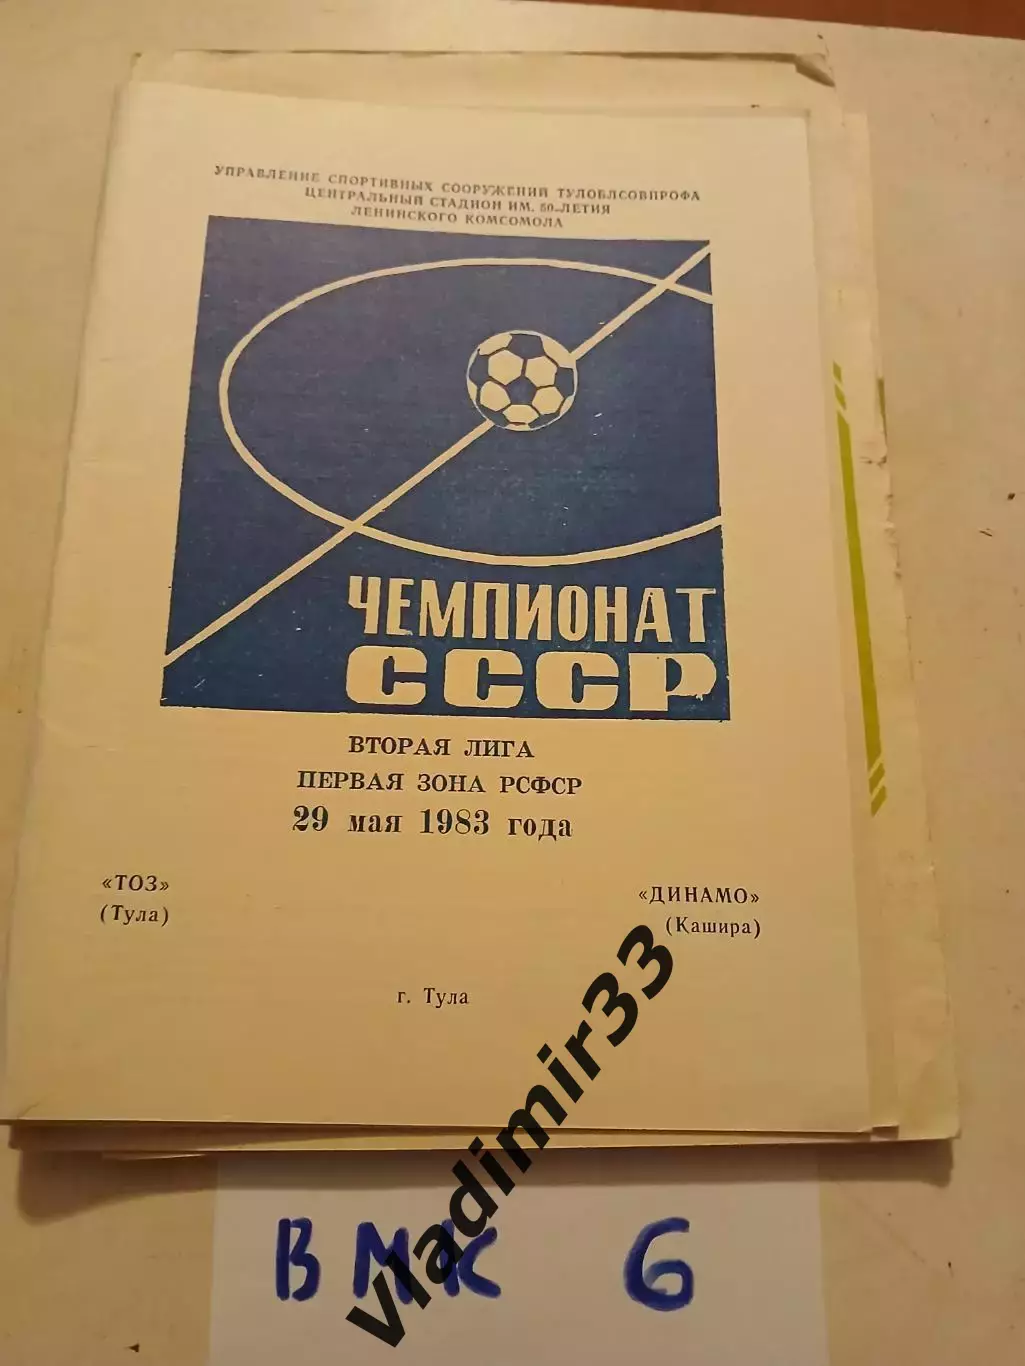 УПРАВЛЕНИЕ СПОРТИВНЫХ СООРУЖЕНИЙ ТУЛОБЛСОВПРОФА
ЦЕНТРАЛЬНЫЙ СТАДИОН ИМ. 50-ЛЕТИЯ
ЛЕНИНСКОГО КОМСОМОЛА
ЧЕМПИОНАТ
СССР
ВТОРАЯ ЛИГА
ПЕРВАЯ ЗОНА РСФСР
29 мая 1983 года
«ТОЗ»
(Тула)
«ДИНАМО»
(Кашира)
г. Тула
vladimir33
ВМК 6